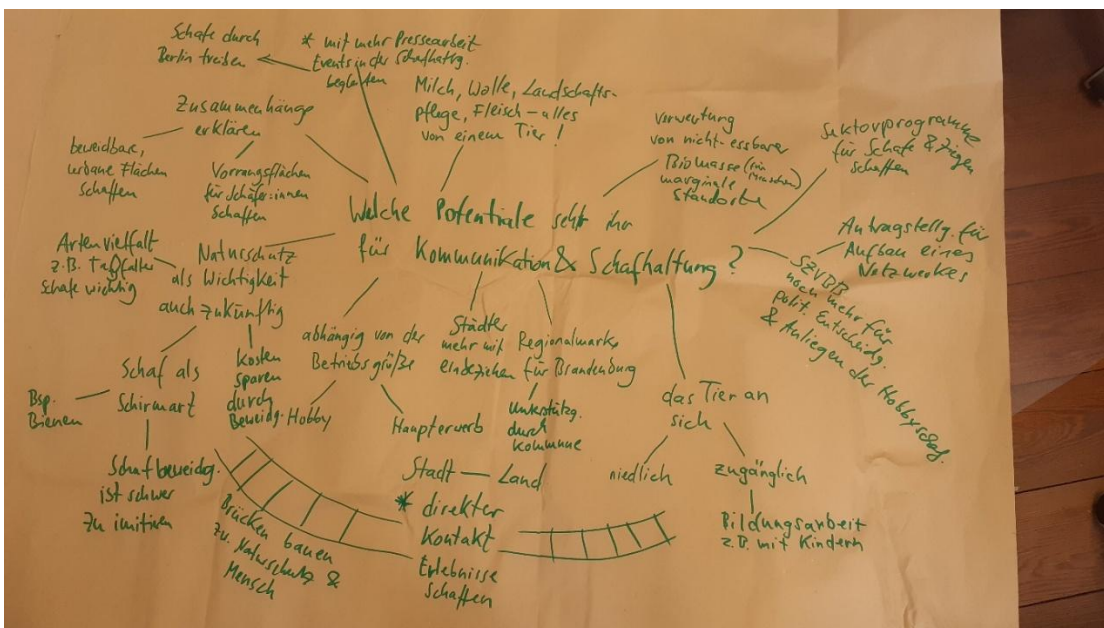 Schafe durch
Berlin treiben
* mit mehr Pressearbeit
Events in der Schafhaltg.
begleiten
Milch, Wolle, Landschafts-
pflege, Fleisch – alles
von einem Tier!
Zusammenhänge
erklären
beweidbare,
urbane Flächen
schaffen
Vorrangsflächen
für Schäfer:innen
schaffen
Verwertung
von nicht-essbarer
Biomasse (für Menschen)
marginale
Standorte
Sektorprogramme
für Schafe & Ziegen
schaffen
Welche Potentiale seht ihr
für Kommunikation & Schafhaltung?
Antragstellg. für
Aufbau eines
Netzwerkes
SZVBB
noch mehr für
polit. Entscheidg.
& Anliegen der Hobbyschaf.
Artenvielfalt
z.B. Tagfalter
Schafe wichtig
Naturschutz
als Wichtigkeit
auch zukünftig
Schaf als
Schirmart
Bsp.
Bienen
Schafbeweidg.
ist schwer
zu imitieren
Kosten
sparen
durch
Beweidg.
abhängig von der
Betriebsgröße
Hobby
Haupterwerb
Städter
mehr mit
einbeziehen
Regionalmarke
für Brandenburg
Unterstützg.
durch
Kommune
das Tier an
sich
niedlich
zugänglich
Bildungsarbeit
z.B. mit Kindern
Brücken bauen
zw. Naturschutz &
Mensch
Stadt — Land
* direkter
Kontakt
Erlebnisse
schaffen